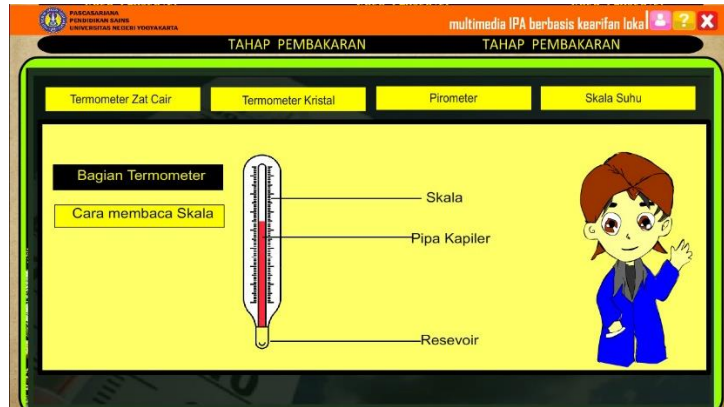 PASCASARJANA
PENDIDIKAN SAINS
UNIVERSITAS NEGERI YOGYAKARTA
multimedia IPA berbasis kearifan lokal
?
X
TAHAP PEMBAKARAN
TAHAP PEMBAKARAN
Termometer Zat Cair
Termometer Kristal
Pirometer
Skala Suhu
Bagian Termometer
Cara membaca Skala
Skala
Pipa Kapiler
Resevoir